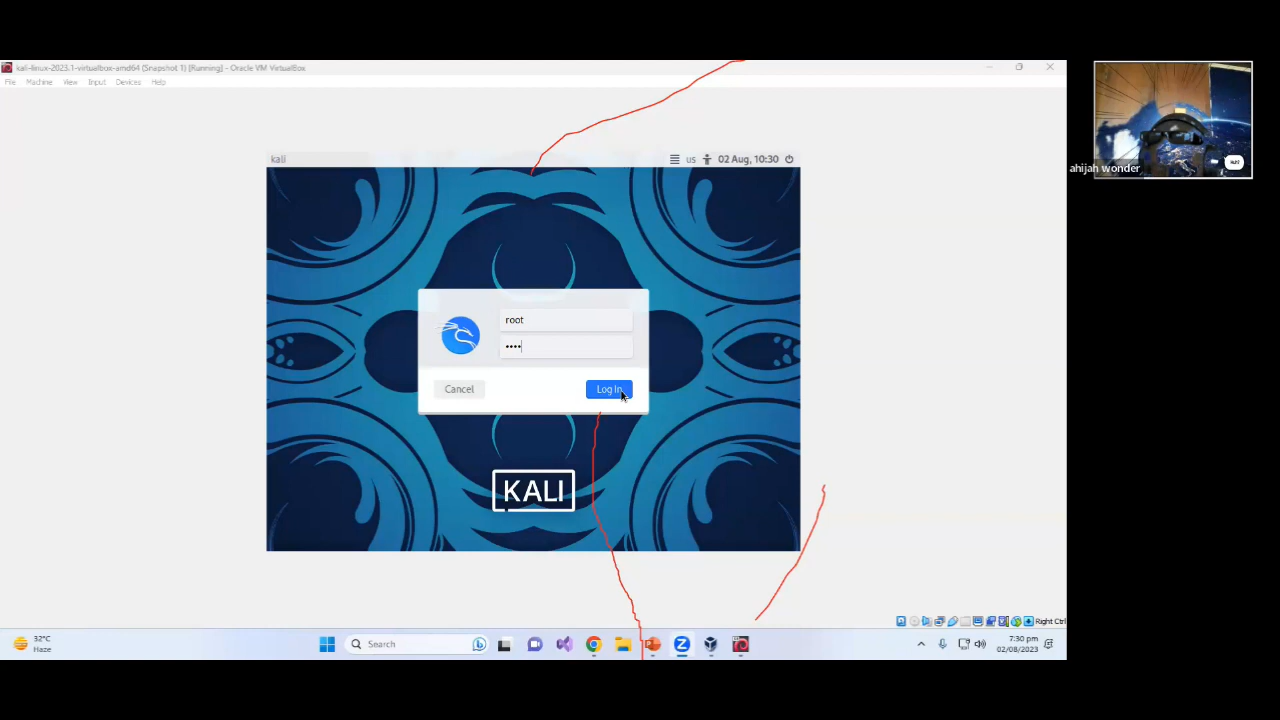 kali-linux-2023.1-virtualbox-amd64 (Snapshot 1) [Running] - Oracle VM VirtualBox
File Machine View Input Devices Help
kali
us 02 Aug, 10:30
root
••••
Cancel
Log In
KALI
ahijah wonder
Right Ctrl
32°C
Haze
Search
7:30 pm
02/08/2023